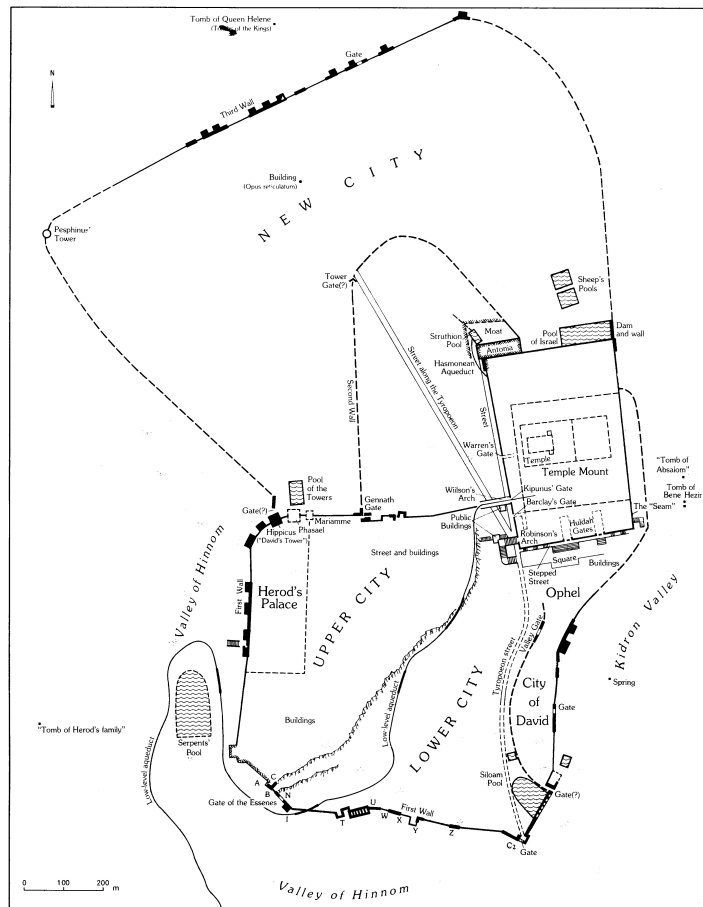 Tomb of Queen Helene
(Tombs of the Kings)
N
Gate
Third Wall
Building
(Opus reticulatum)
NEW CITY
Psephinus'
Tower
Tower
Gate(?)
Sheep's
Pools
Moat
Struthion
Pool
Antonia
Pool
of Israel
Dam
and wall
Hasmonean
Aqueduct
Street along the Tyropoeon
Street
Second Wall
Warren's
Gate
Temple
Temple Mount
"Tomb of
Absalom"
Tomb of
Bene Hezir
Pool
of the
Towers
Gennath
Gate
Wilson's
Arch
Kipunus' Gate
Barclay's Gate
The "Seam"
Gate(?)
Mariamme
Phasael
Hippicus
("David's Tower")
Public
Buildings
Robinson's
Arch
Huldah
Gates
Street and buildings
Square
Buildings
Stepped
Street
Ophel
Valley of Hinnom
First Wall
Herod's
Palace
UPPER CITY
Valley Gate
Kidron Valley
Tyropoeon street
Spring
City
of
David
Gate
LOWER CITY
Low-level aqueduct
"Tomb of Herod's family"
Serpents'
Pool
Buildings
Low-level aqueduct
Siloam
Pool
Gate(?)
A
C
B
N
Gate of the Essenes
I
T
U
W
X
First Wall
Y
Z
C2
Gate
0 100 200 m
Valley of Hinnom